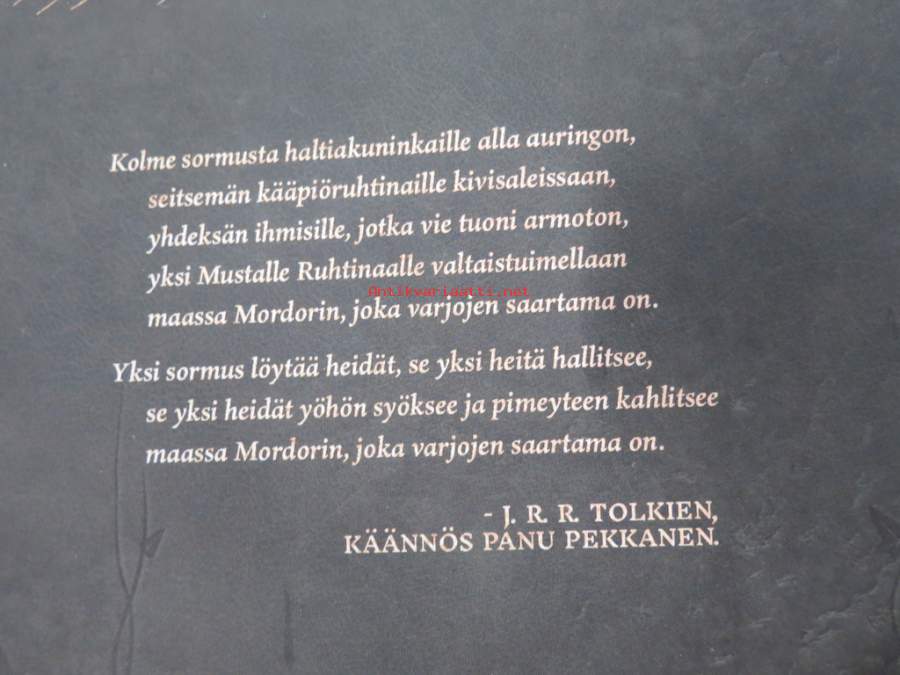 Kolme sormusta haltiakuninkaille alla auringon,
seitsemän kääpiöruhtinaille kivisaleissaan,
yhdeksän ihmisille, jotka vie tuoni armoton,
yksi Mustalle Ruhtinaalle valtaistuimellaan
Antikvariaatti.net
maassa Mordorin, joka varjojen saartama on.
Yksi sormus löytää heidät, se yksi heitä hallitsee,
se yksi heidät yöhön syöksee ja pimeyteen kahlitsee
maassa Mordorin, joka varjojen saartama on.
- J. R. R. TOLKIEN,
KÄÄNNÖS PANU PEKKANEN.